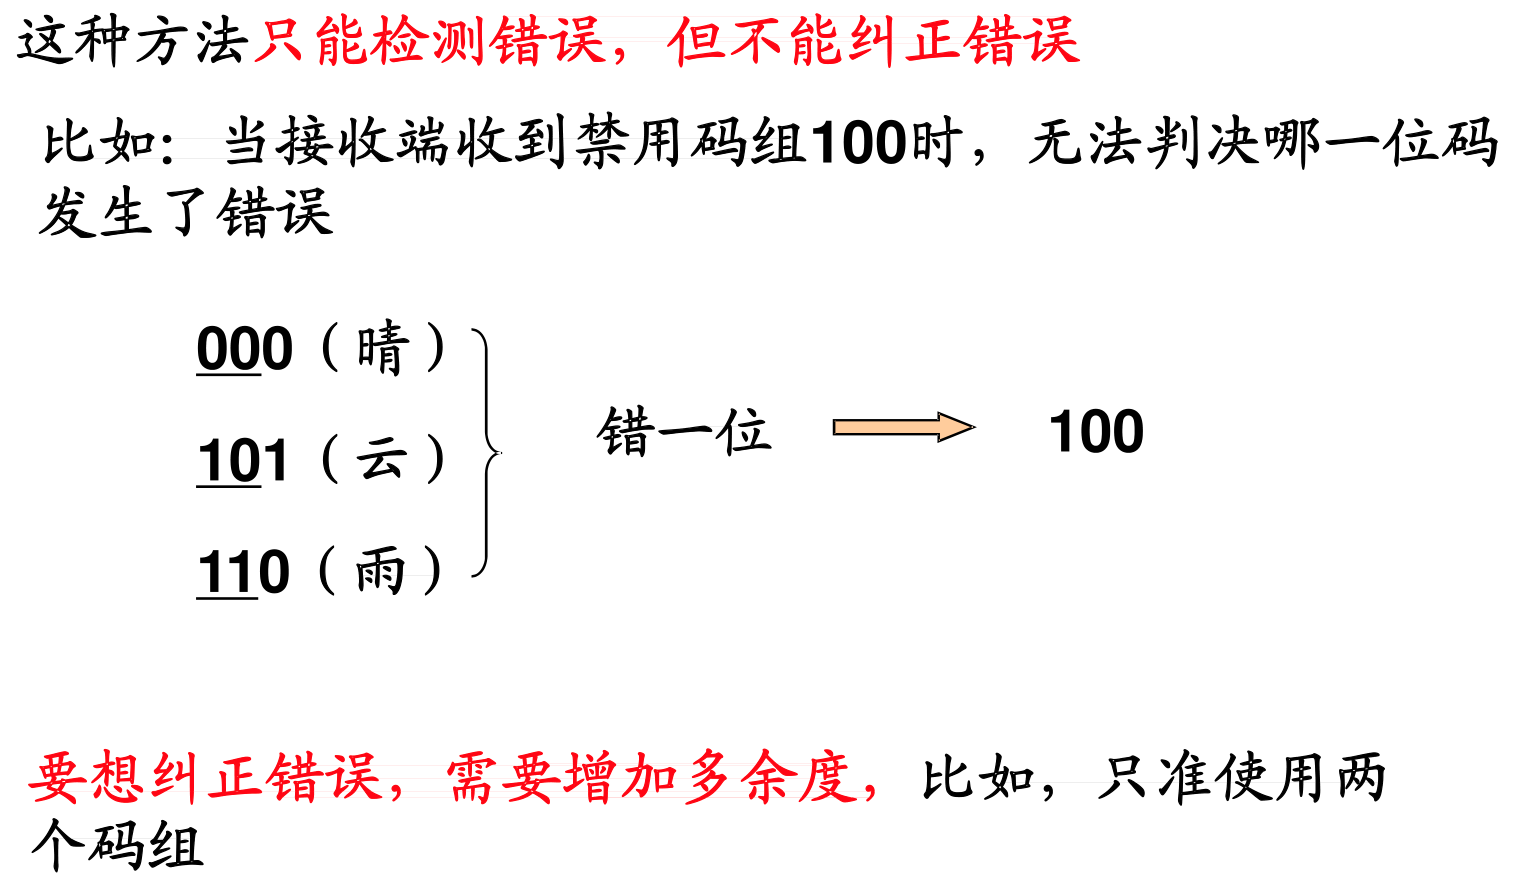 这种方法只能检测错误，但不能纠正错误
比如：当接收端收到禁用码组100时，无法判决哪一位码
发生了错误
000（晴）
101（云）
110（雨）
错一位
100
要想纠正错误，需要增加多余度，比如，只准使用两
个码组